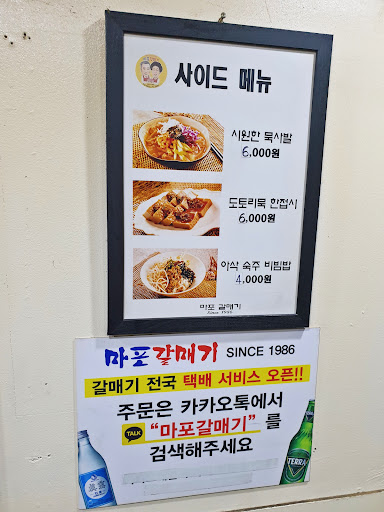 사이드 메뉴
시원한 묵사발
6,000원
도토리묵 한접시
6,000원
아삭 숙주 비빔밥
4,000원
마포 갈매기
Since 1986
마포갈매기 SINCE 1986
갈매기 전국 택배 서비스 오픈!!
주문은 카카오톡에서
TALK “마포갈매기” 를
검색해주세요
TERRA